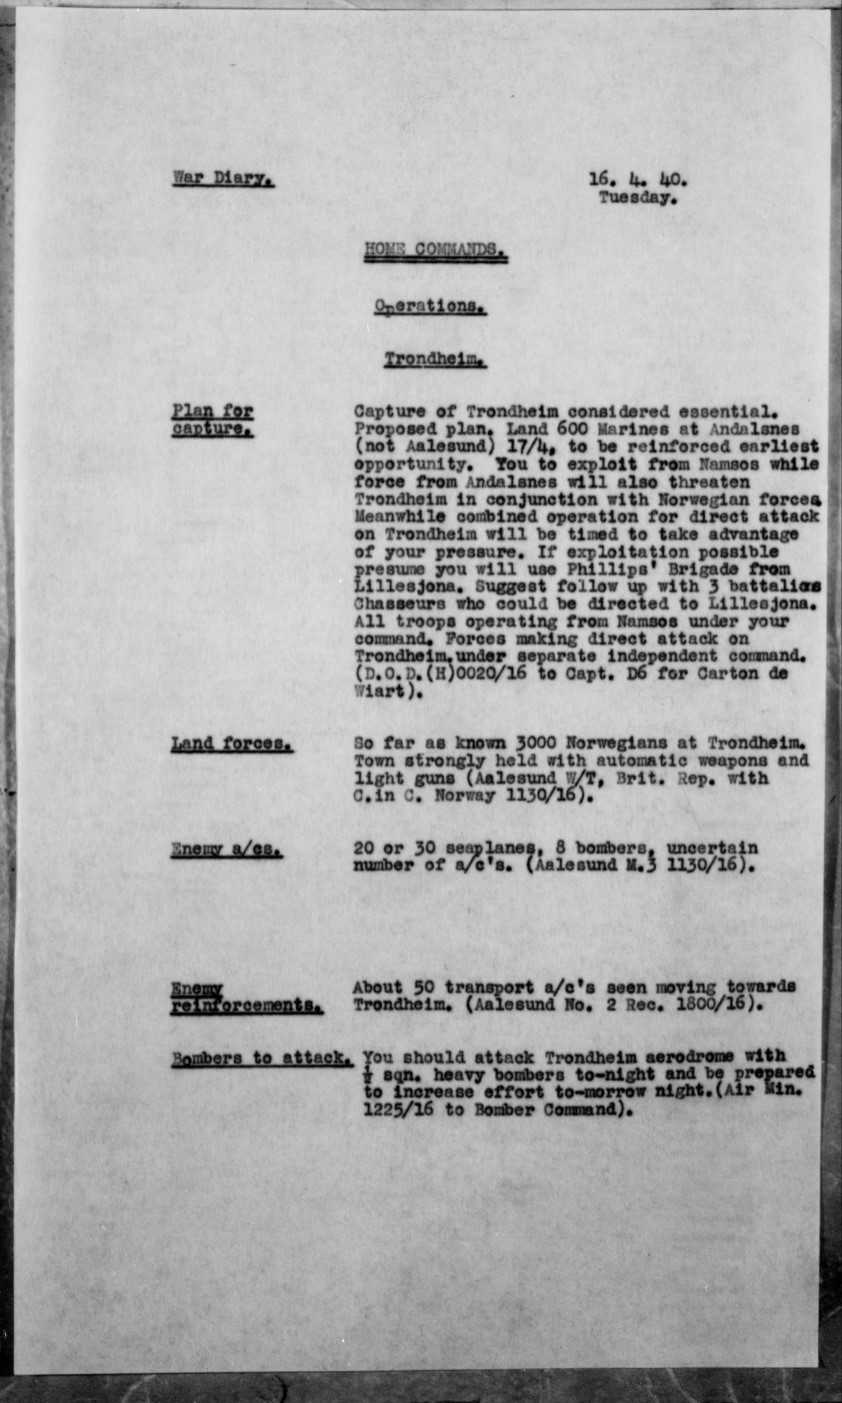 War Diary.
16. 4. 40.
Tuesday.
HOME COMMANDS.
Operations.
Trondheim.
Plan for
capture.
Capture of Trondheim considered essential.
Proposed plan. Land 600 Marines at Andalsnes
(not Aalesund) 17/4, to be reinforced earliest
opportunity. You to exploit from Namsos while
force from Andalsnes will also threaten
Trondheim in conjunction with Norwegian forces
Meanwhile combined operation for direct attack
on Trondheim will be timed to take advantage
of your pressure. If exploitation possible
presume you will use Phillips' Brigade from
Lillesjona. Suggest follow up with 3 battalions
Chasseurs who could be directed to Lillesjona.
All troops operating from Namsos under your
command. Forces making direct attack on
Trondheim, under separate independent command.
(D.O.D.(H)0020/16 to Capt. D6 for Carton de
Wiart).
Land forces.
So far as known 3000 Norwegians at Trondheim.
Town strongly held with automatic weapons and
light guns (Aalesund W/T, Brit. Rep. with
C.in C. Norway 1130/16).
Enemy a/cs.
20 or 30 seaplanes, 8 bombers, uncertain
number of a/c's. (Aalesund M.3 1130/16).
Enemy
reinforcements.
About 50 transport a/c's seen moving towards
Trondheim. (Aalesund No. 2 Rec. 1800/16).
Bombers to attack.
You should attack Trondheim aerodrome with
½ sqn. heavy bombers to-night and be prepared
to increase effort to-morrow night.(Air Min.
1225/16 to Bomber Command).